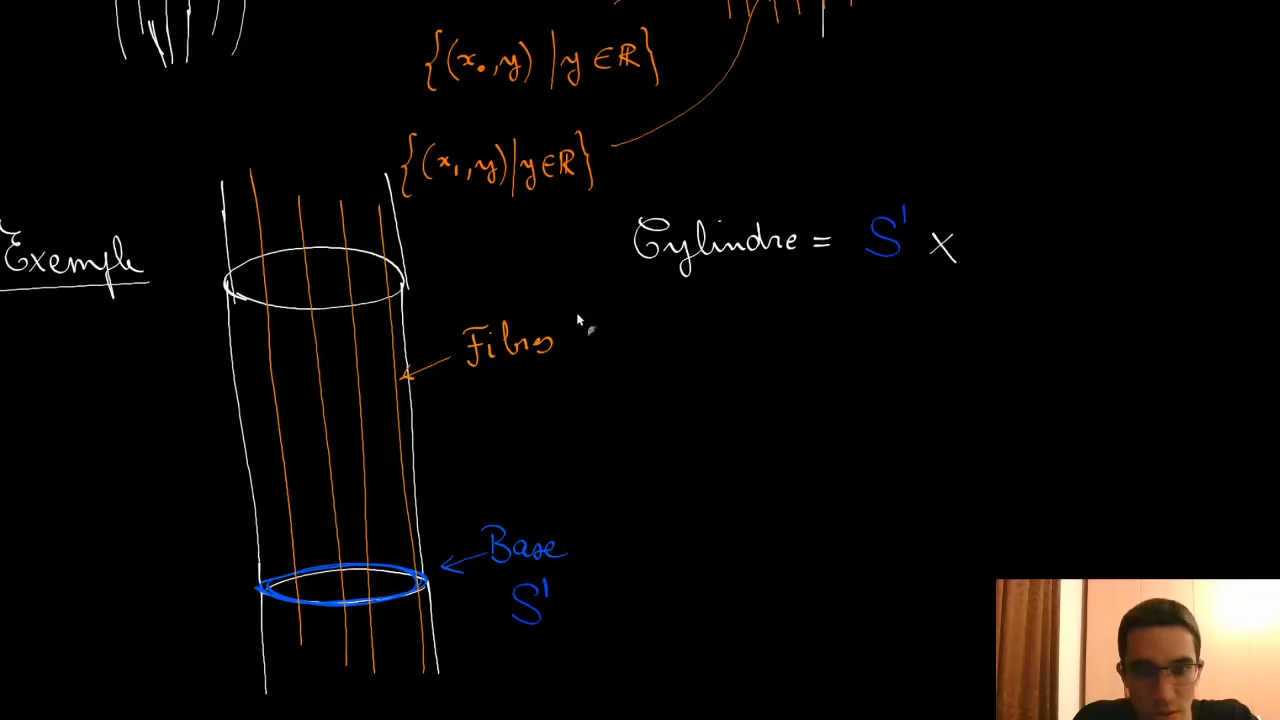 {(x₀,y) | y ∈ ℝ}
{(x₁,y) | y ∈ ℝ}
Exemple
Cylindre = S¹ ×
Fibres
Base
S¹